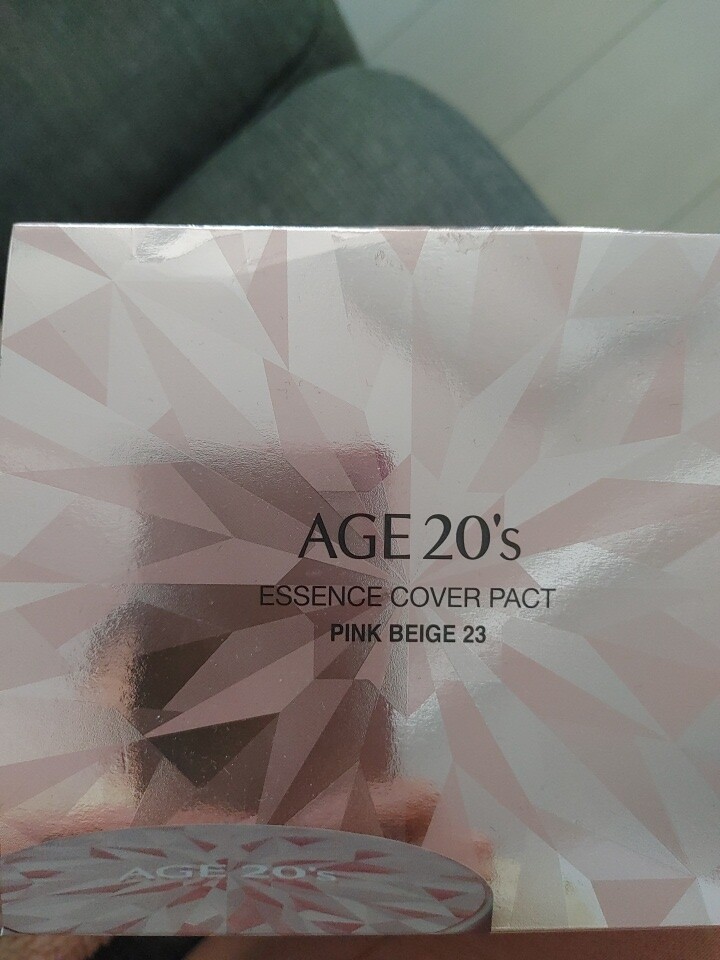 AGE 20's
ESSENCE COVER PACT
PINK BEIGE 23
AGE 20's